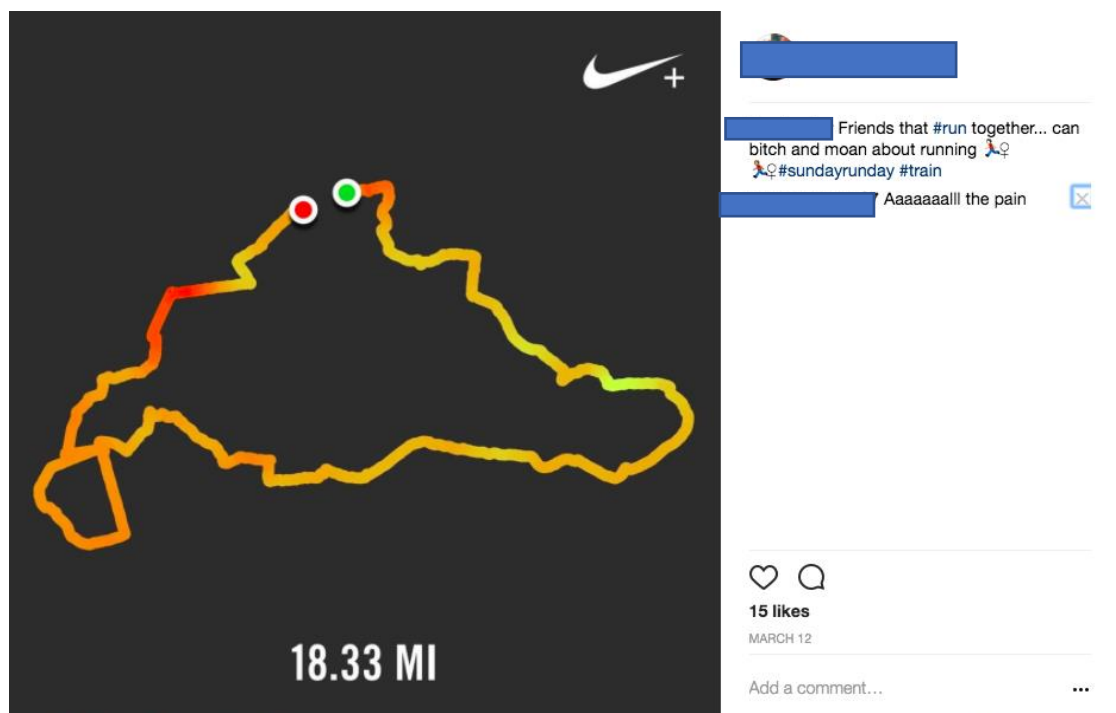 +
18.33 MI
Friends that #run together... can
bitch and moan about running 🏃🏽‍♀
🏃🏽‍♀#sundayrunday #train
Aaaaaaalll the pain
15 likes
MARCH 12
Add a comment...